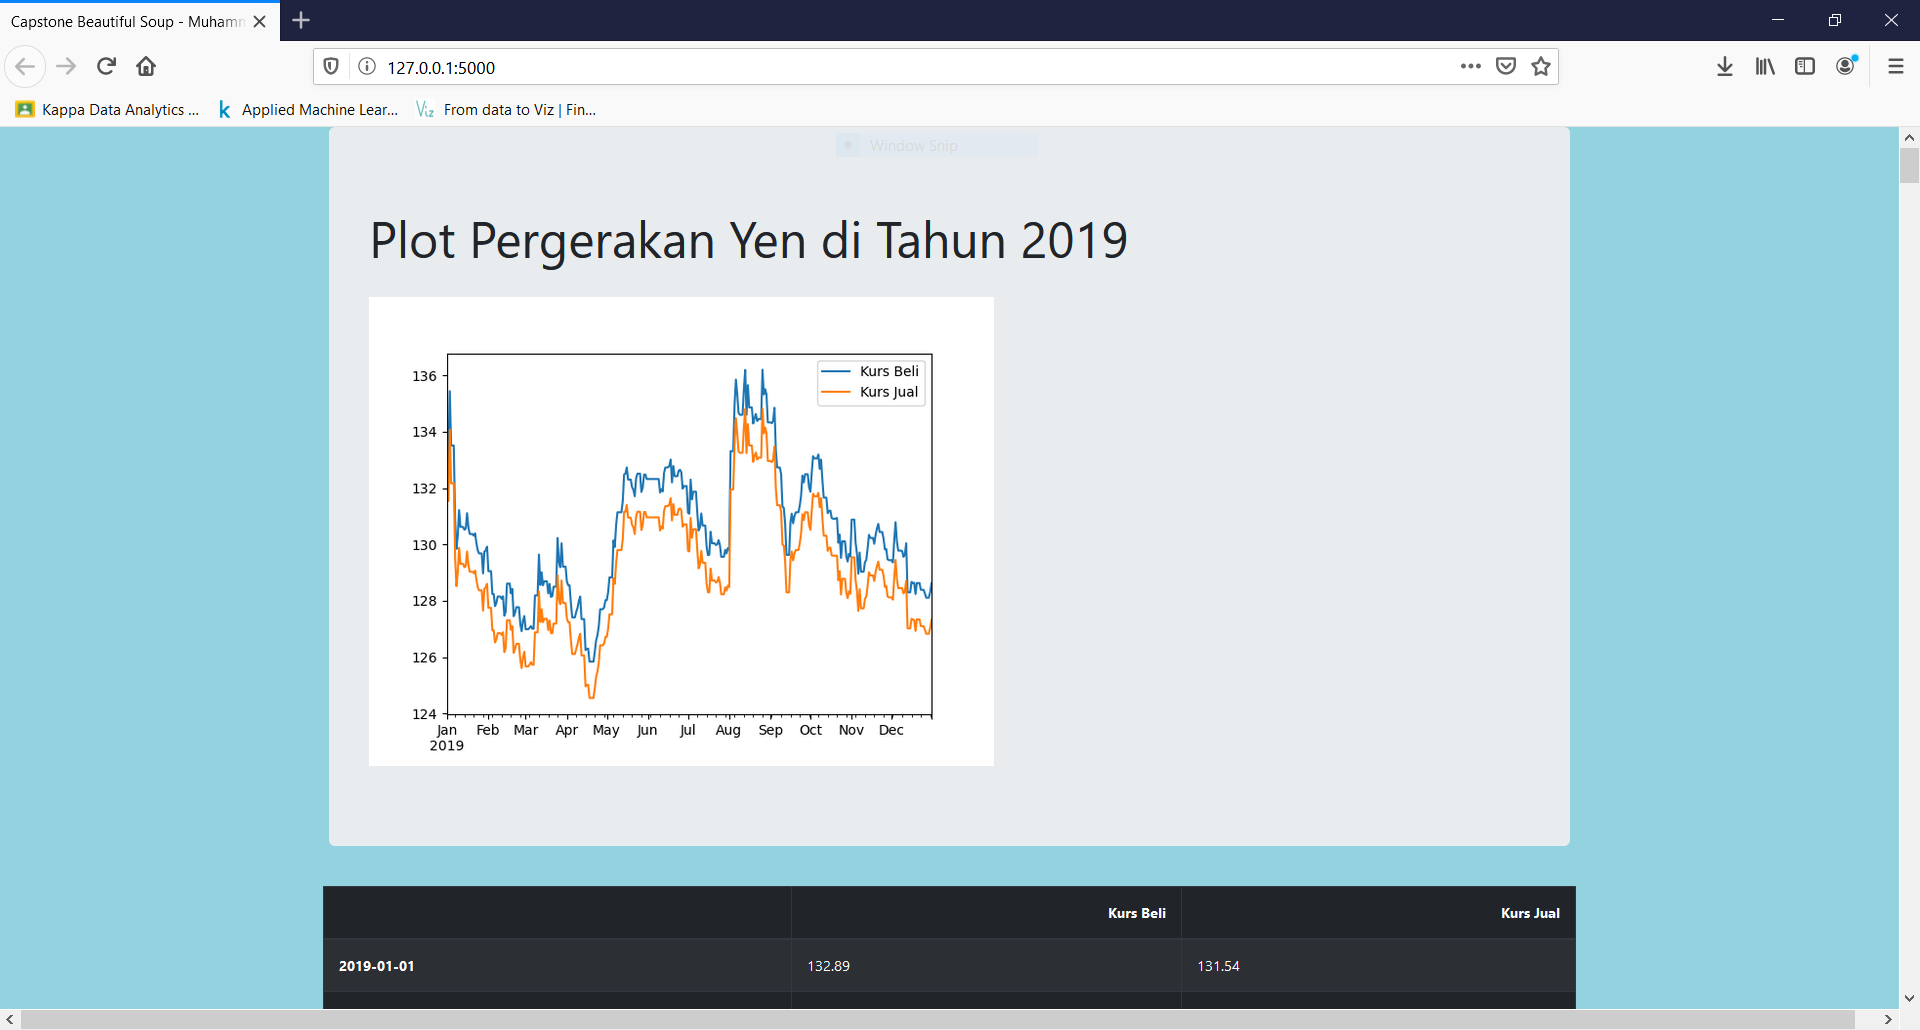 Capstone Beautiful Soup - Muhamm
127.0.0.1:5000
Kappa Data Analytics ...
Applied Machine Lear...
Viz
From data to Viz | Fin...
Window Snip
Plot Pergerakan Yen di Tahun 2019
Kurs Beli
Kurs Jual
136
134
132
130
128
126
124
Jan Feb Mar Apr May Jun Jul Aug Sep Oct Nov Dec
2019
Kurs Beli Kurs Jual
2019-01-01 132.89 131.54